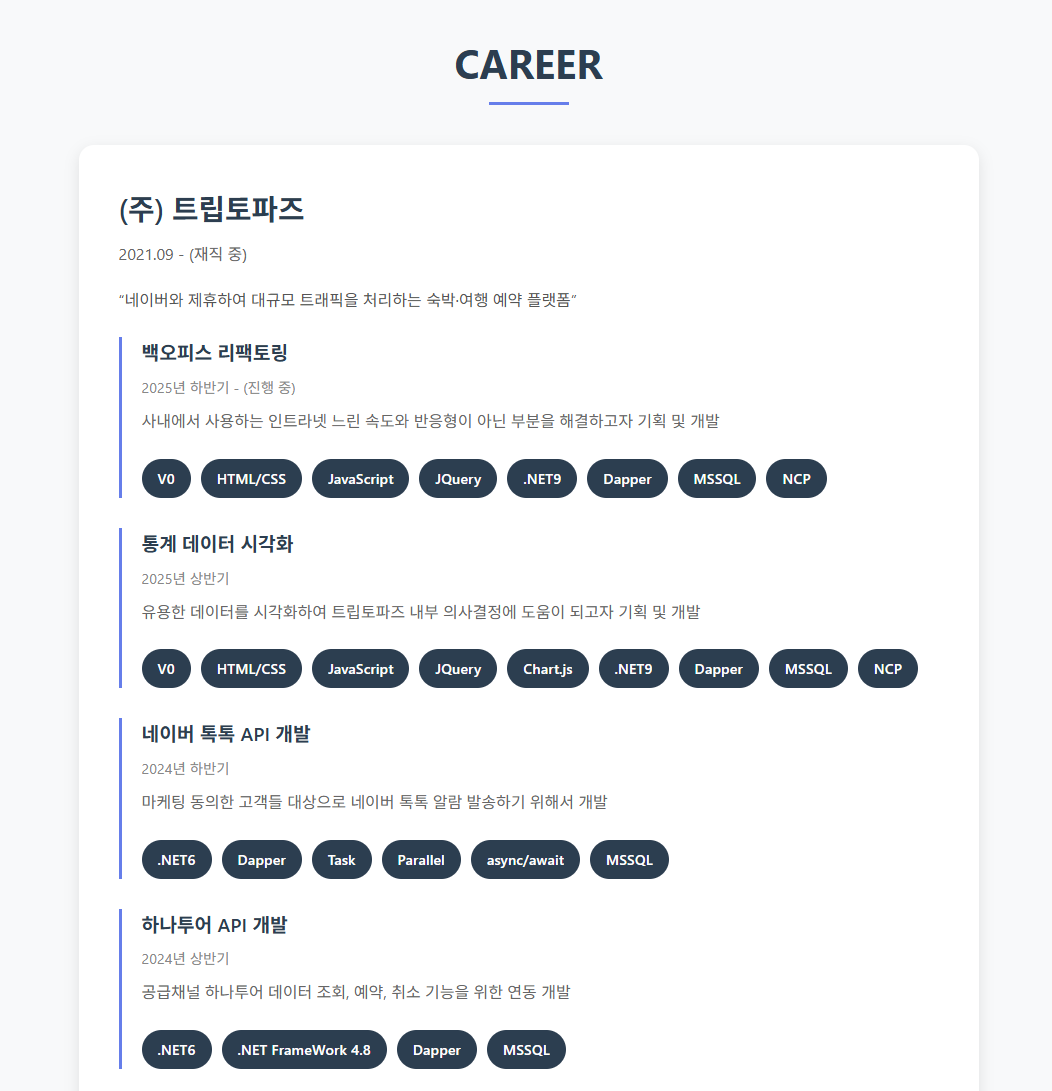 CAREER
(주) 트립토파즈
2021.09 - (재직 중)
“네이버와 제휴하여 대규모 트래픽을 처리하는 숙박·여행 예약 플랫폼”
백오피스 리팩토링
2025년 하반기 - (진행 중)
사내에서 사용하는 인트라넷 느린 속도와 반응형이 아닌 부분을 해결하고자 기획 및 개발
V0 HTML/CSS JavaScript JQuery .NET9 Dapper MSSQL NCP
통계 데이터 시각화
2025년 상반기
유용한 데이터를 시각화하여 트립토파즈 내부 의사결정에 도움이 되고자 기획 및 개발
V0 HTML/CSS JavaScript JQuery Chart.js .NET9 Dapper MSSQL NCP
네이버 톡톡 API 개발
2024년 하반기
마케팅 동의한 고객들 대상으로 네이버 톡톡 알람 발송하기 위해서 개발
.NET6 Dapper Task Parallel async/await MSSQL
하나투어 API 개발
2024년 상반기
공급채널 하나투어 데이터 조회, 예약, 취소 기능을 위한 연동 개발
.NET6 .NET FrameWork 4.8 Dapper MSSQL